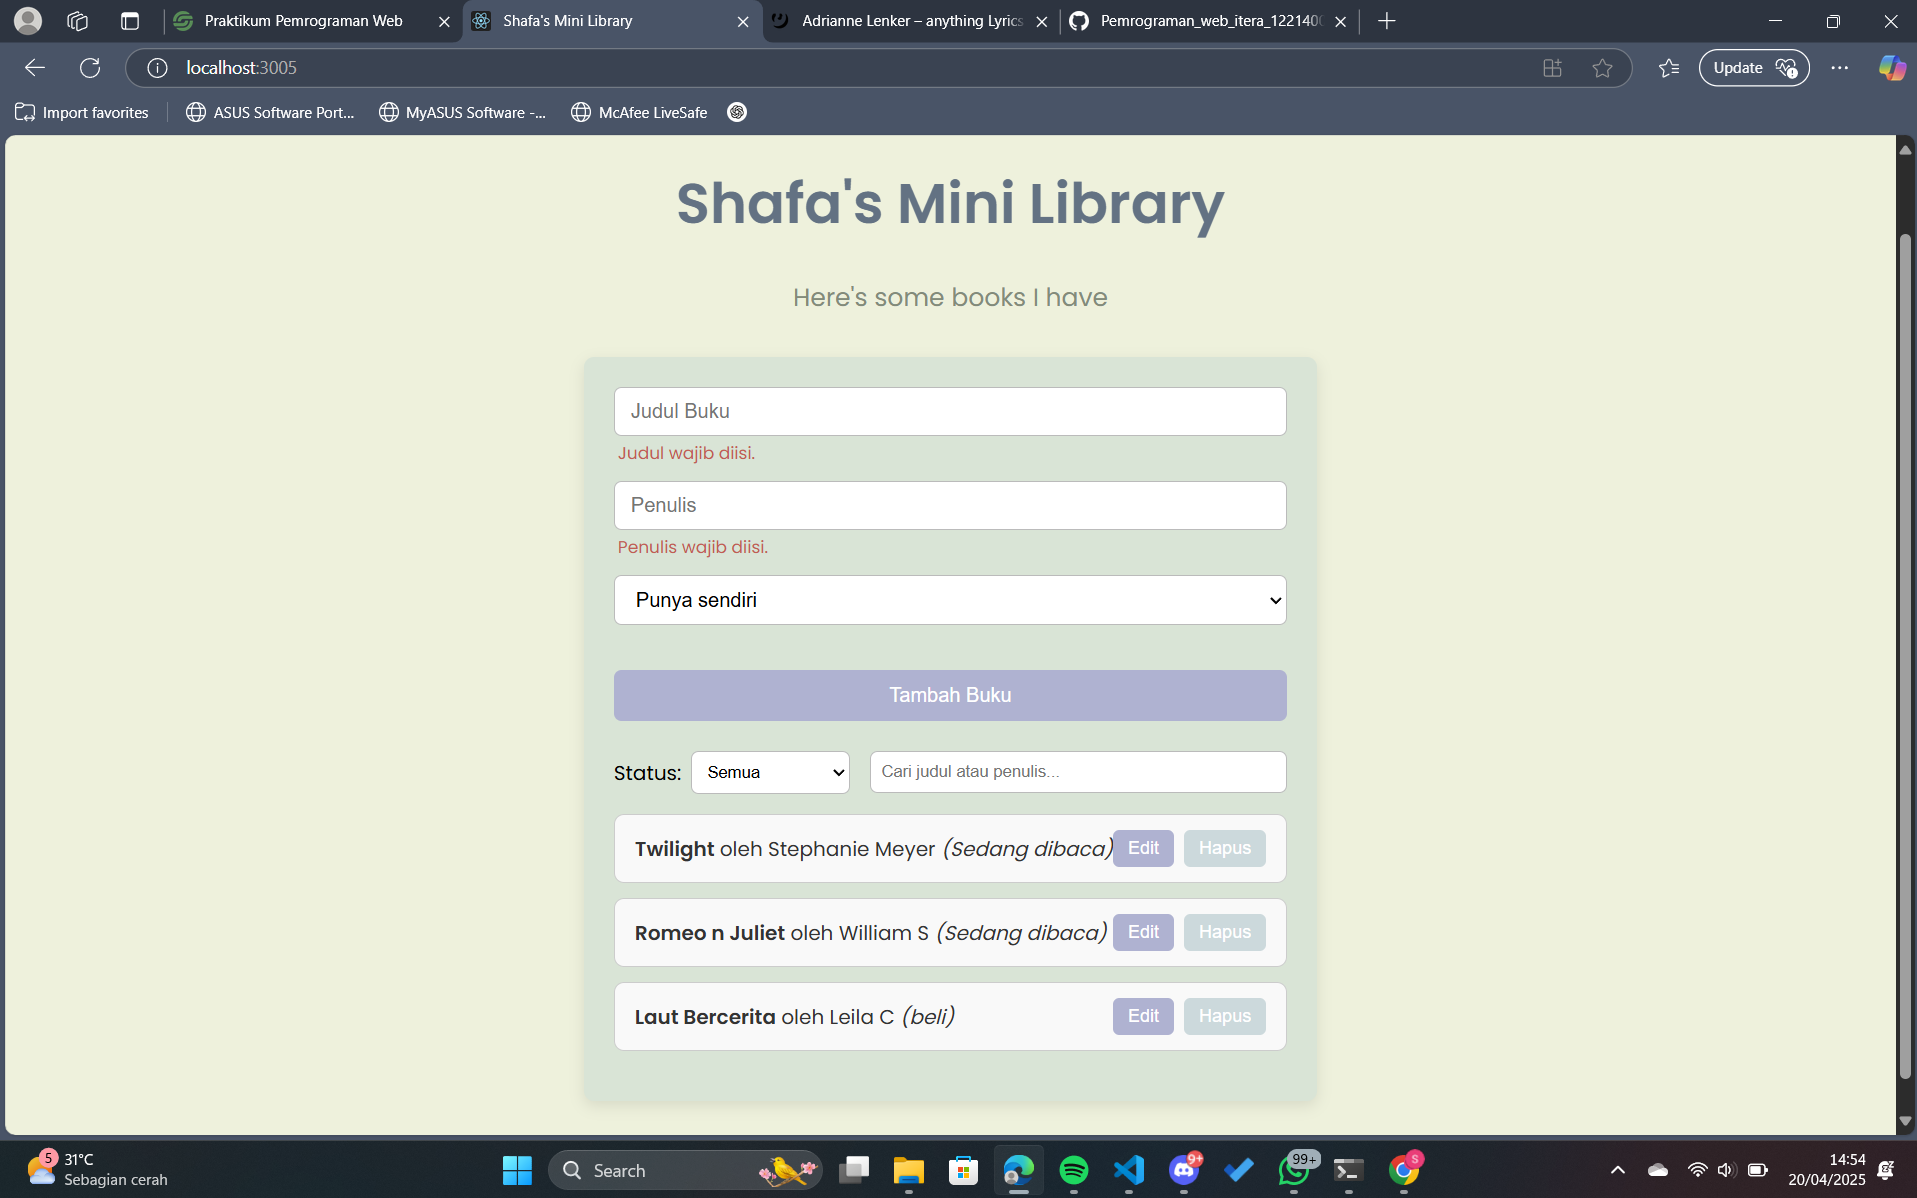 Praktikum Pemrograman Web
Shafa's Mini Library
Adrianne Lenker – anything Lyrics
Pemrograman_web_itera_122140
localhost:3005
Update
Import favorites
ASUS Software Port...
MyASUS Software -...
McAfee LiveSafe
Shafa's Mini Library
Here's some books I have
Judul Buku
Judul wajib diisi.
Penulis
Penulis wajib diisi.
Punya sendiri
Tambah Buku
Status: Semua Cari judul atau penulis...
Twilight oleh Stephanie Meyer (Sedang dibaca) Edit Hapus
Romeo n Juliet oleh William S (Sedang dibaca) Edit Hapus
Laut Bercerita oleh Leila C (beli) Edit Hapus
5
31°C
Sebagian cerah
Search
9+
99+
S
14:54
20/04/2025